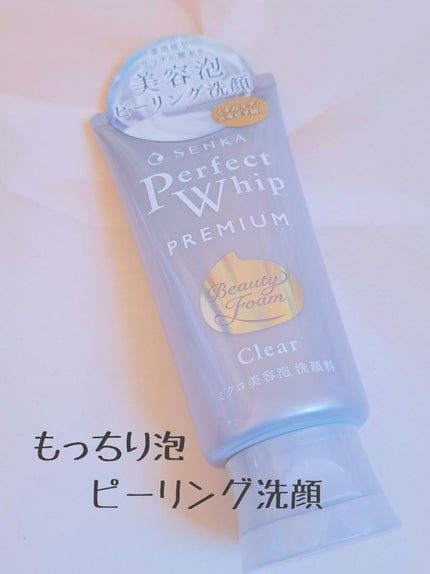 美容泡
ピーリング洗顔
SENKA
Perfect
Whip
PREMIUM
Beauty
Foam
Clear
ミクロ美容泡 洗顔料
もっちり泡
ピーリング洗顔